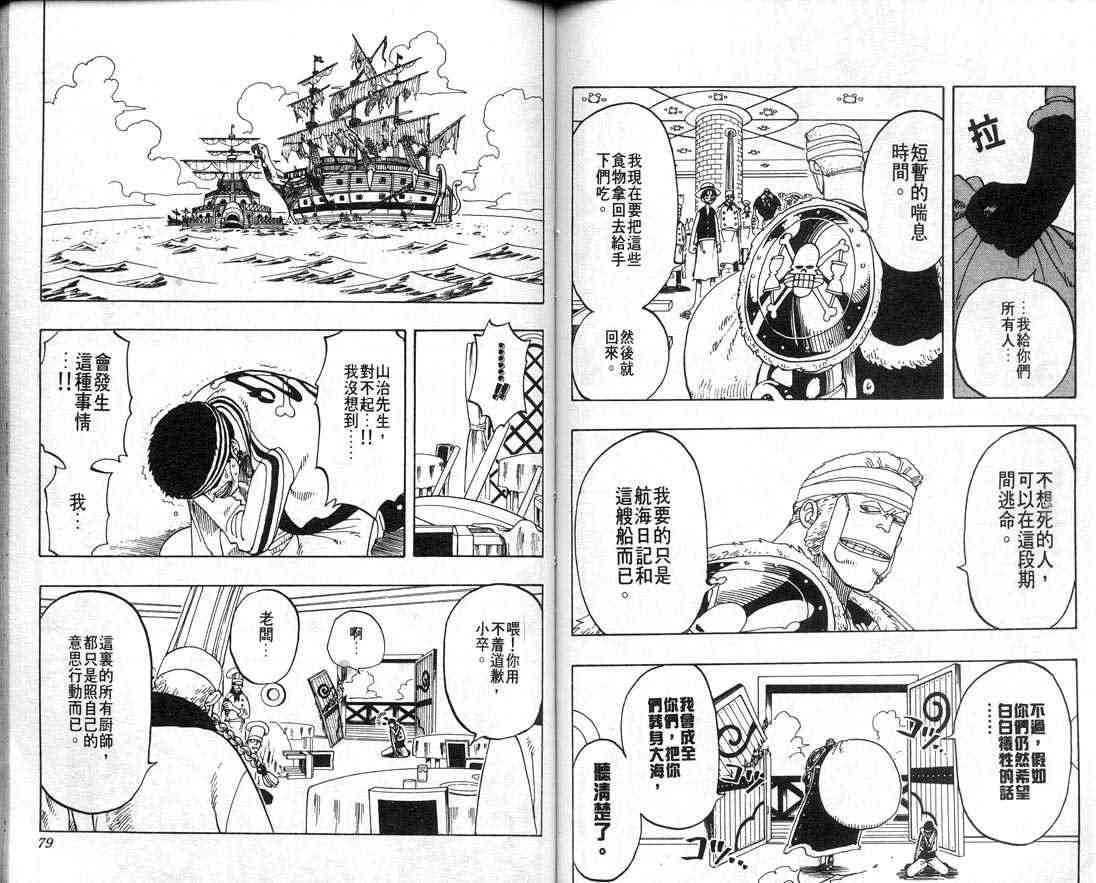 拉
…我給你們
所有人…
短暫的喘息
時間。
我現在要把這些
食物拿回去給手
下們吃。
然後就
回來。
不想死的人，
可以在這段期
間逃命。
我要的只是
航海日記和
這艘船而已。
不過，假如
你們仍然希望
白白犧牲的話
………
我會成全
你們，把你
們葬身大海，
聽清楚了。
………!!!
山治先生，
對不起…!!
我沒想到……
會發生
這種事情
…!!
我…
喂！你用
不着道歉，
小卒。
啊…
老闆…
這裏的所有厨師，
都只是照自己的
意思行動而已。
79